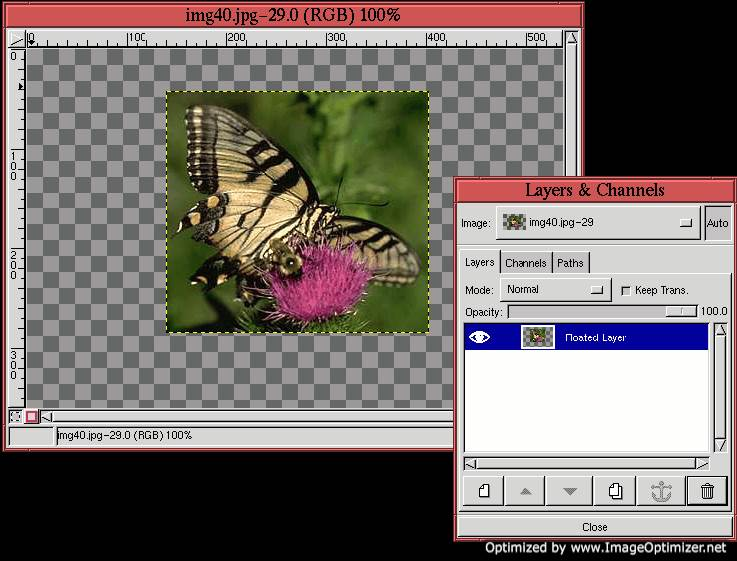 img40.jpg-29.0 (RGB) 100%
0 100 200 300 400 500
0
100
200
300
img40.jpg-29.0 (RGB) 100%
Layers & Channels
Image: img40.jpg-29 Auto
Layers Channels Paths
Mode: Normal Keep Trans.
Opacity: 100.0
Floated Layer
Close
Optimized by www.ImageOptimizer.net